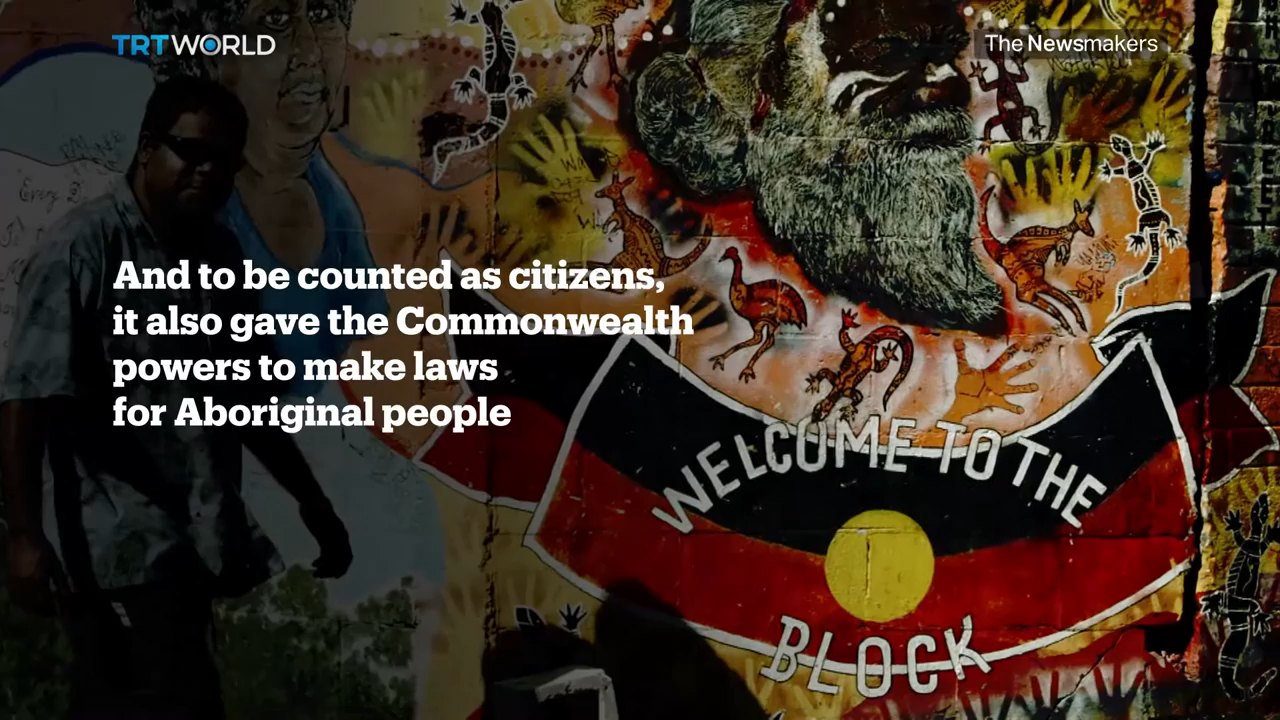 TRT WORLD
The Newsmakers
Every
And to be counted as citizens,
it also gave the Commonwealth
powers to make laws
for Aboriginal people
WELCOME TO THE
BLOCK